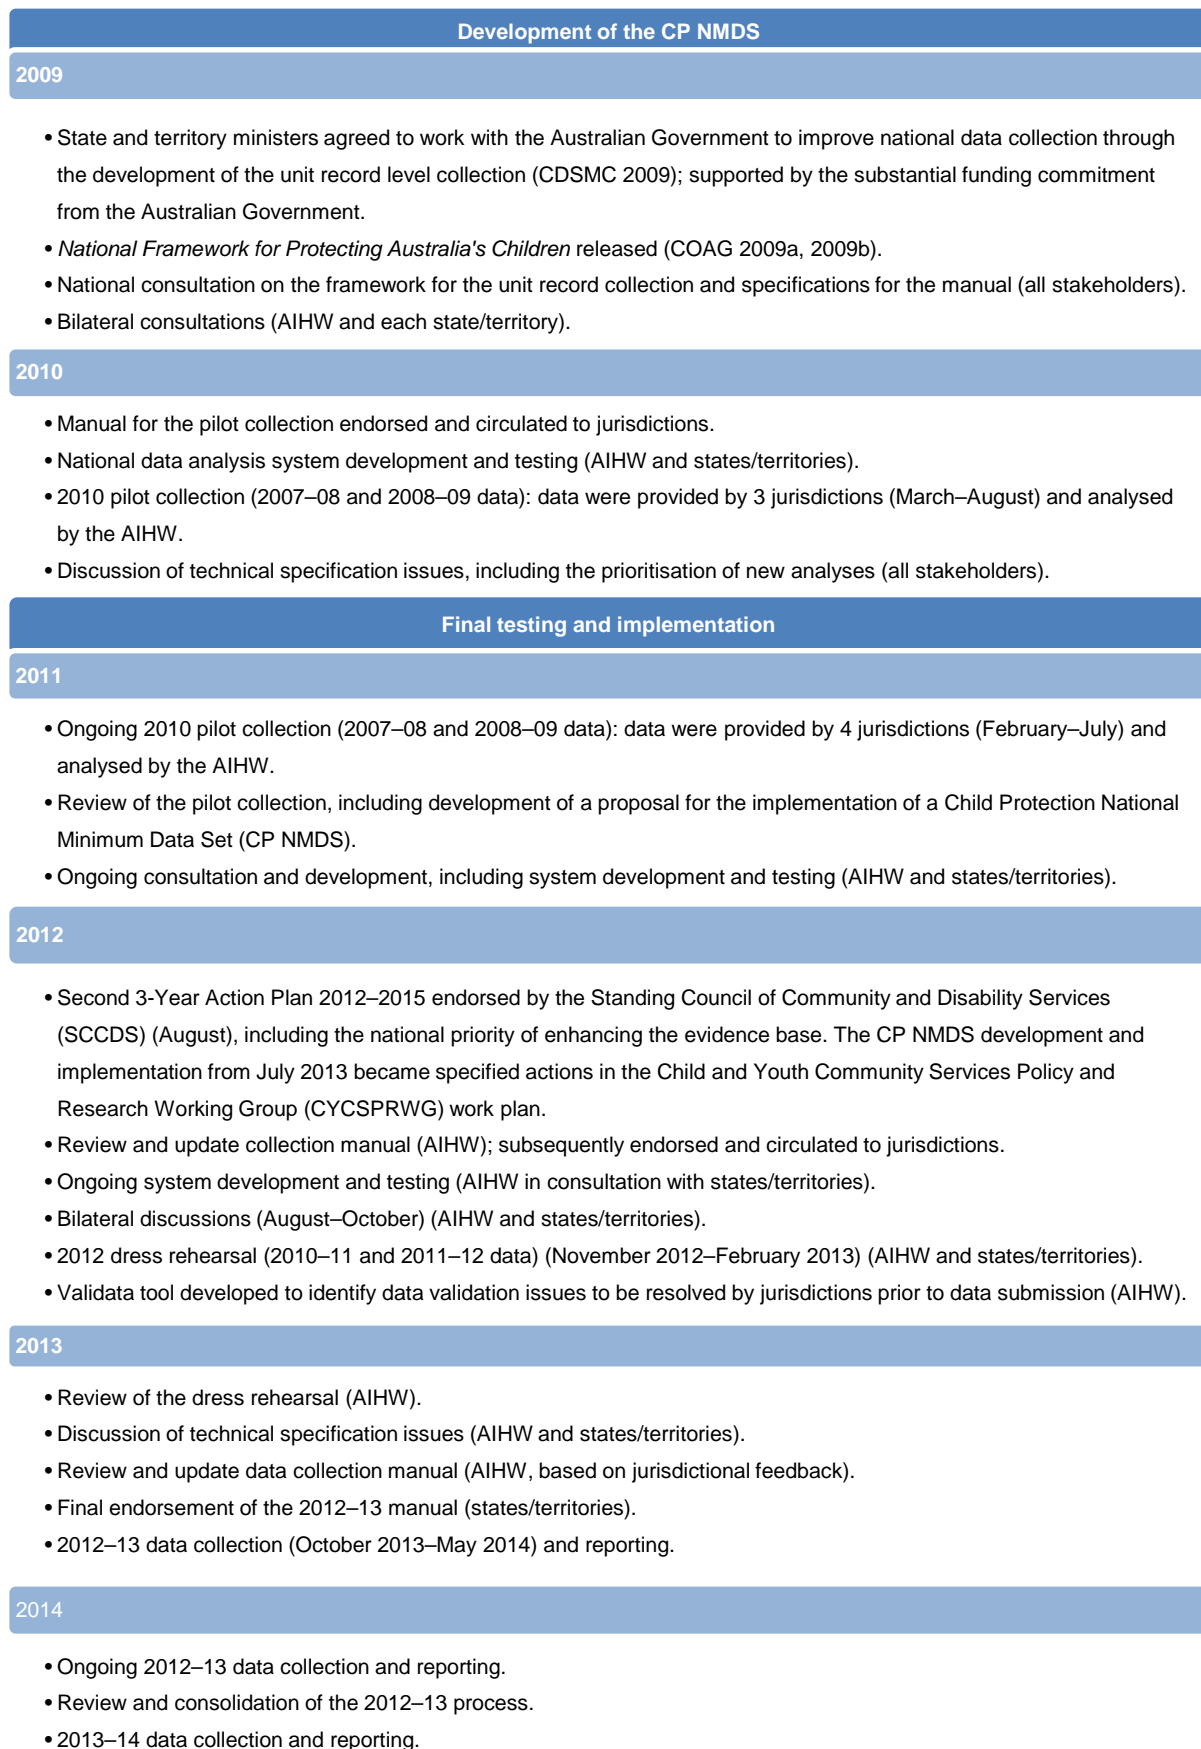 Development of the CP NMDS
2009
• State and territory ministers agreed to work with the Australian Government to improve national data collection through
the development of the unit record level collection (CDSMC 2009); supported by the substantial funding commitment
from the Australian Government.
• National Framework for Protecting Australia's Children released (COAG 2009a, 2009b).
• National consultation on the framework for the unit record collection and specifications for the manual (all stakeholders).
• Bilateral consultations (AIHW and each state/territory).
2010
• Manual for the pilot collection endorsed and circulated to jurisdictions.
• National data analysis system development and testing (AIHW and states/territories).
• 2010 pilot collection (2007–08 and 2008–09 data): data were provided by 3 jurisdictions (March–August) and analysed
by the AIHW.
• Discussion of technical specification issues, including the prioritisation of new analyses (all stakeholders).
Final testing and implementation
2011
• Ongoing 2010 pilot collection (2007–08 and 2008–09 data): data were provided by 4 jurisdictions (February–July) and
analysed by the AIHW.
• Review of the pilot collection, including development of a proposal for the implementation of a Child Protection National
Minimum Data Set (CP NMDS).
• Ongoing consultation and development, including system development and testing (AIHW and states/territories).
2012
• Second 3-Year Action Plan 2012–2015 endorsed by the Standing Council of Community and Disability Services
(SCCDS) (August), including the national priority of enhancing the evidence base. The CP NMDS development and
implementation from July 2013 became specified actions in the Child and Youth Community Services Policy and
Research Working Group (CYCSPRWG) work plan.
• Review and update collection manual (AIHW); subsequently endorsed and circulated to jurisdictions.
• Ongoing system development and testing (AIHW in consultation with states/territories).
• Bilateral discussions (August–October) (AIHW and states/territories).
• 2012 dress rehearsal (2010–11 and 2011–12 data) (November 2012–February 2013) (AIHW and states/territories).
• Validata tool developed to identify data validation issues to be resolved by jurisdictions prior to data submission (AIHW).
2013
• Review of the dress rehearsal (AIHW).
• Discussion of technical specification issues (AIHW and states/territories).
• Review and update data collection manual (AIHW, based on jurisdictional feedback).
• Final endorsement of the 2012–13 manual (states/territories).
• 2012–13 data collection (October 2013–May 2014) and reporting.
2014
• Ongoing 2012–13 data collection and reporting.
• Review and consolidation of the 2012–13 process.
• 2013–14 data collection and reporting.